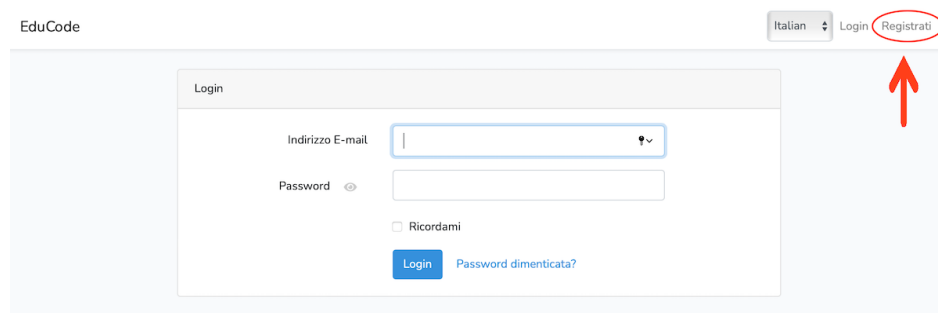 EduCode
Italian Login Registrati
Login
Indirizzo E-mail
Password
Ricordami
Login Password dimenticata?